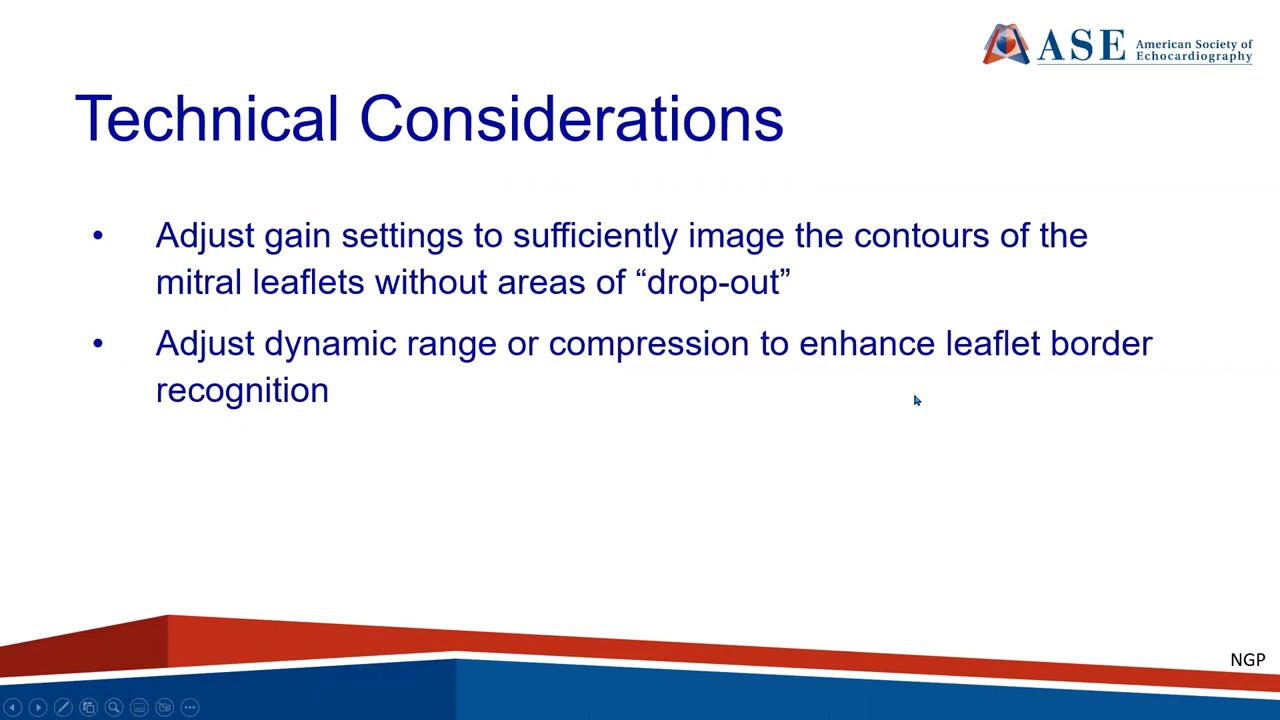 ASE American Society of
Echocardiography
Technical Considerations
• Adjust gain settings to sufficiently image the contours of the
mitral leaflets without areas of “drop-out”
• Adjust dynamic range or compression to enhance leaflet border
recognition
NGP